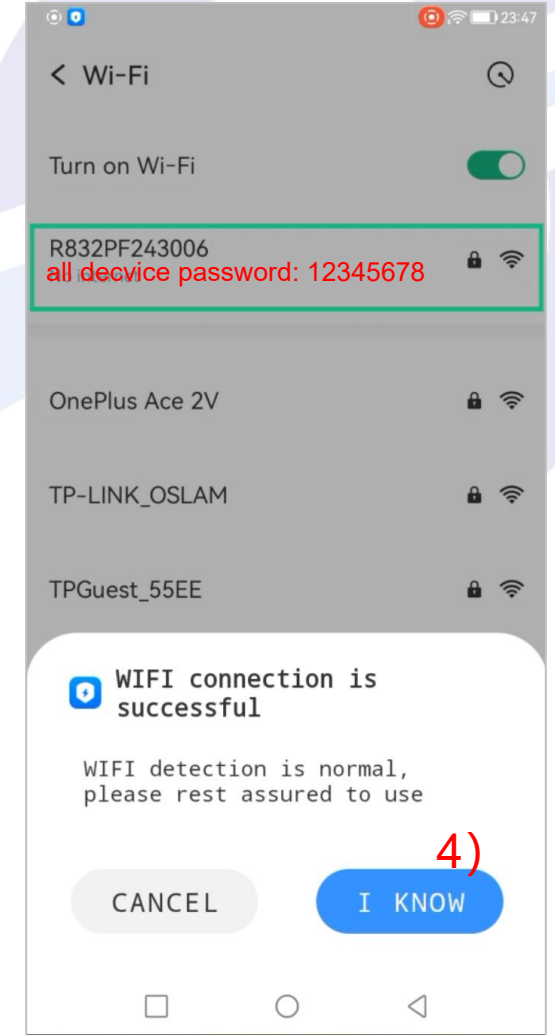 23:47
Wi-Fi
Turn on Wi-Fi
R832PF243006
all decvice password: 12345678
OnePlus Ace 2V
TP-LINK_OSLAM
TPGuest_55EE
WIFI connection is
successful
WIFI detection is normal,
please rest assured to use
4)
CANCEL
I KNOW